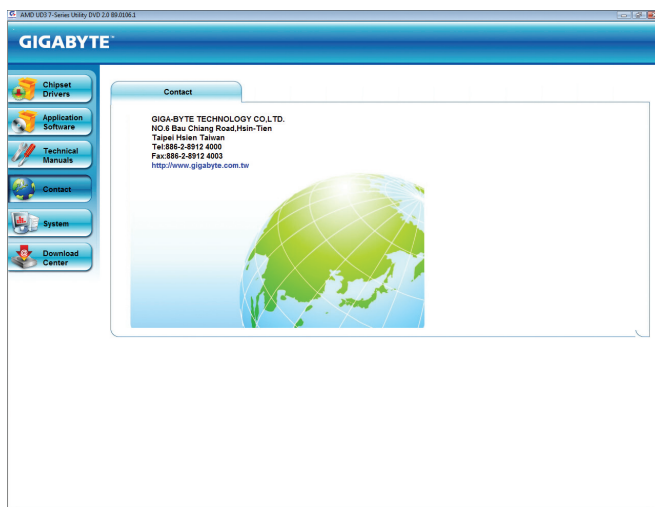 AMD UD3 7-Series Utility DVD 2.0 B9.0106.1
GIGABYTE™
Chipset
Drivers
Application
Software
Technical
Manuals
Contact
System
Download
Center
Contact
GIGA-BYTE TECHNOLOGY CO,LTD.
NO.6 Bau Chiang Road,Hsin-Tien
Taipei Hsien Taiwan
Tel:886-2-8912 4000
Fax:886-2-8912 4003
http://www.gigabyte.com.tw